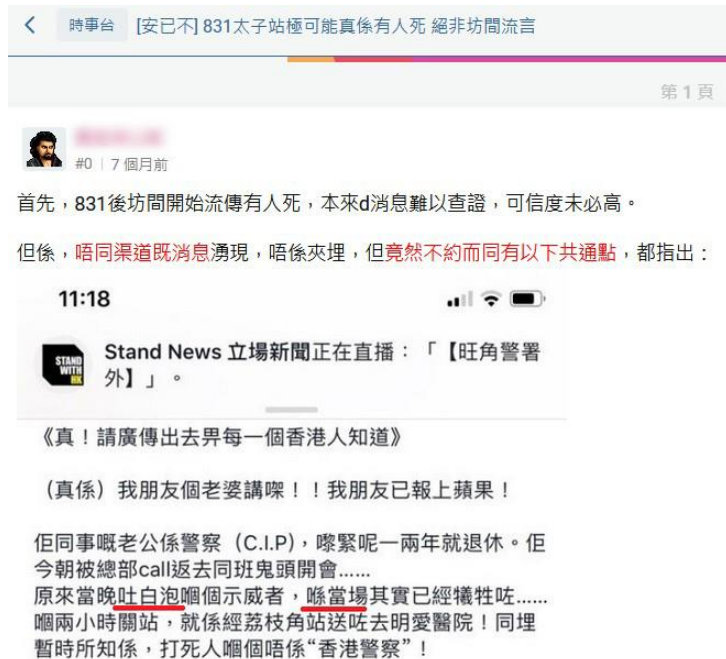 時事台 [安已不] 831太子站極可能真係有人死 絕非坊間流言
第 1 頁
#0 | 7 個月前
首先，831後坊間開始流傳有人死，本來d消息難以查證，可信度未必高。
但係，唔同渠道既消息湧現，唔係夾埋，但竟然不約而同有以下共通點，都指出：
11:18
STAND WITH HK
Stand News 立場新聞正在直播：「【旺角警署
外】」。
《真！請廣傳出去畀每一個香港人知道》
（真係）我朋友個老婆講㗎！！我朋友已報上蘋果！
佢同事嘅老公係警察（C.I.P)，嚟緊呢一兩年就退休。佢
今朝被總部call返去同班鬼頭開會......
原來當晚吐白泡嗰個示威者，喺當場其實已經犧牲咗......
嗰兩小時關站，就係經荔枝角站送咗去明愛醫院！同埋
暫時所知係，打死人嗰個唔係“香港警察”！